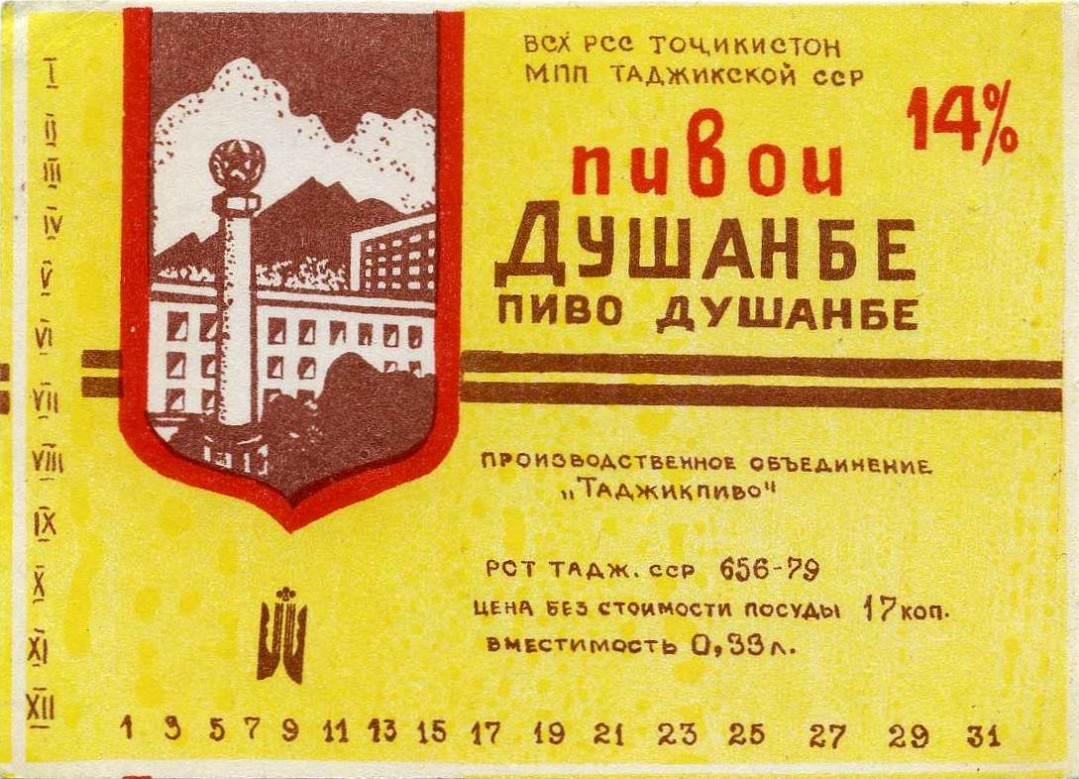 ВСХ РСС ТОҶИКИСТОН
МПП ТАДЖИКСКОЙ ССР
14%
пивои
ДУШАНБЕ
ПИВО ДУШАНБЕ
ПРОИЗВОДСТВЕННОЕ ОБЪЕДИНЕНИЕ
„ТАДЖИКПИВО"
РСТ ТАДЖ. ССР 656-79
ЦЕНА БЕЗ СТОИМОСТИ ПОСУДЫ 17 КОП.
ВМЕСТИМОСТЬ 0,33 Л.
I
II
III
IV
V
VI
VII
VIII
IX
X
XI
XII
1 3 5 7 9 11 13 15 17 19 21 23 25 27 29 31